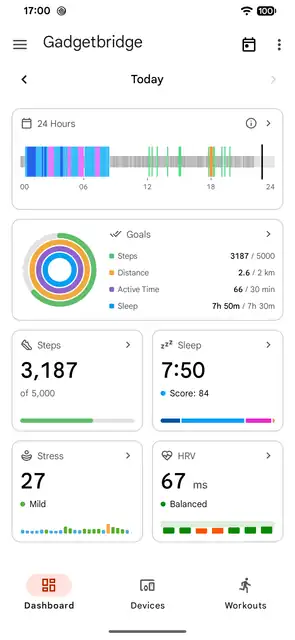 17:00
100
Gadgetbridge
Today
24 Hours
00 06 12 18 24
Goals
Steps 3187 / 5000
Distance 2.6 / 2 km
Active Time 66 / 30 min
Sleep 7h 50m / 7h 30m
Steps
3,187
of 5,000
zzz Sleep
7:50
Score: 84
Stress
27
Mild
HRV
67 ms
Balanced
Dashboard Devices Workouts